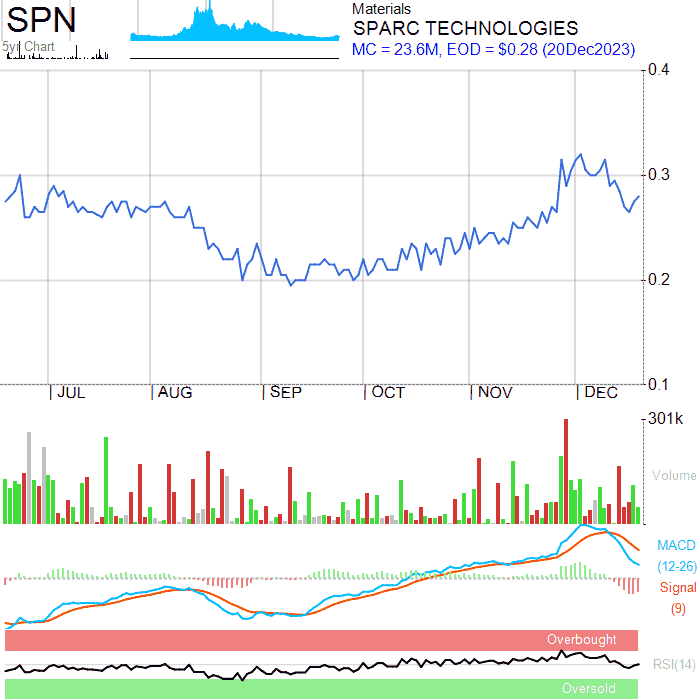 SPN
5yr Chart
Materials
SPARC TECHNOLOGIES
MC = 23.6M, EOD = $0.28 (20Dec2023)
0.4
0.3
0.2
0.1
JUL AUG SEP OCT NOV DEC
301k
Volume
MACD
(12-26)
Signal
(9)
Overbought
RSI(14)
Oversold